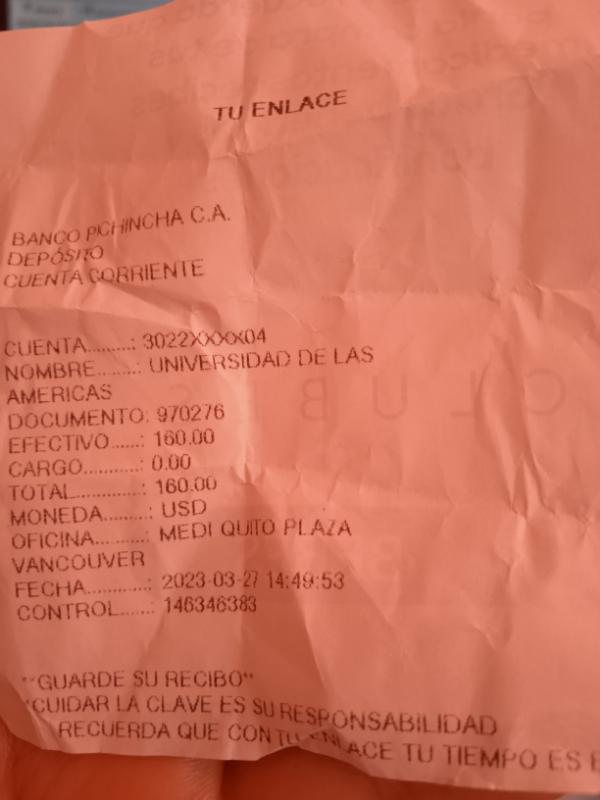 TU ENLACE
BANCO PICHINCHA C.A.
DEPÓSITO
CUENTA CORRIENTE
CUENTA.........: 3022XXXX04
NOMBRE........: UNIVERSIDAD DE LAS
AMERICAS
DOCUMENTO: 970276
EFECTIVO......: 160.00
CARGO...........: 0.00
TOTAL.............: 160.00
MONEDA.........: USD
OFICINA..........: MEDI QUITO PLAZA
VANCOUVER
FECHA............: 2023-03-27 14:49:53
CONTROL......: 146346383
**GUARDE SU RECIBO**
*CUIDAR LA CLAVE ES SU RESPONSABILIDAD
RECUERDA QUE CON TU ENLACE TU TIEMPO ES